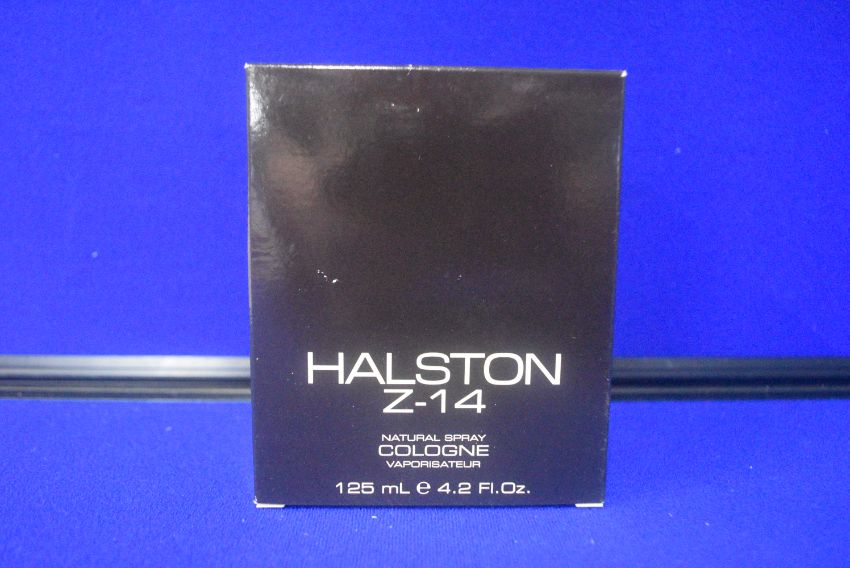 HALSTON
Z-14
NATURAL SPRAY
COLOGNE
VAPORISATEUR
125 mL ℮ 4.2 Fl.Oz.